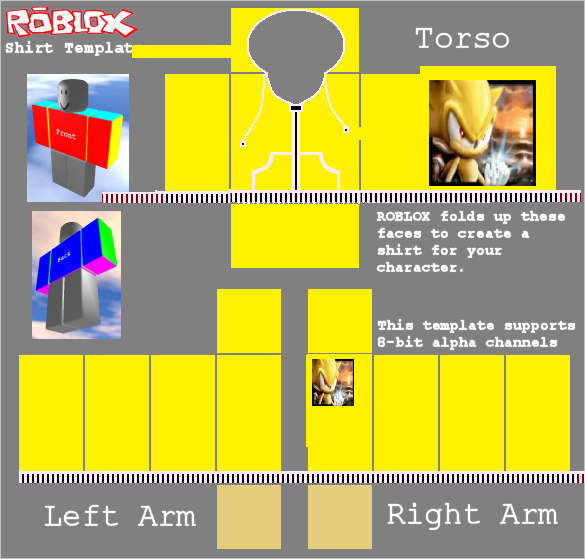 ROBLOX
Shirt Templat
Torso
Front
Back
ROBLOX folds up these
faces to create a
shirt for your
character.
This template supports
8-bit alpha channels
Left Arm
Right Arm